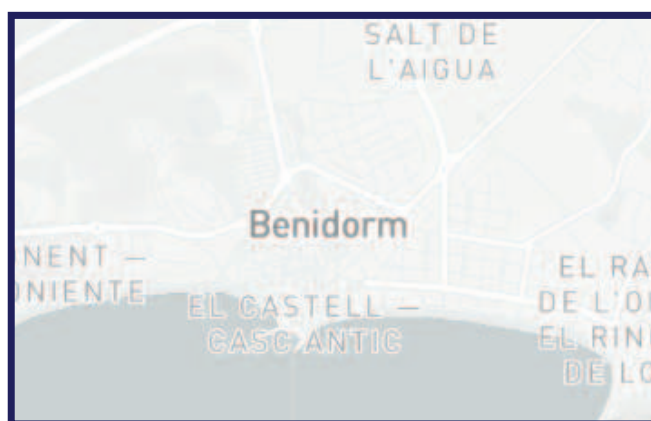 SALT DE
L'AIGUA
Benidorm
NENT —
ONIENTE
EL CASTELL —
CASC ANTIC
EL RA
DE L'O
EL RIN
DE LO